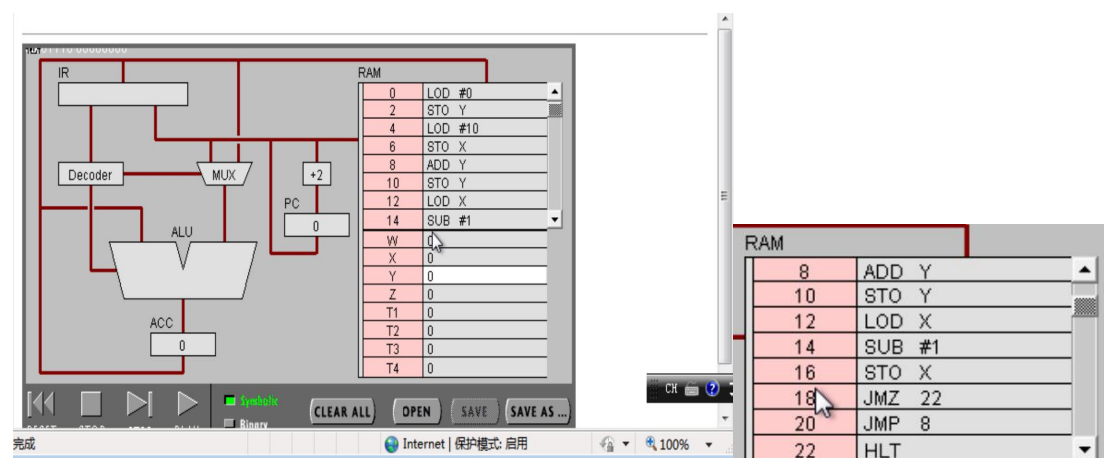 IR
RAM
0 LOD #0
2 STO Y
4 LOD #10
6 STO X
8 ADD Y
10 STO Y
12 LOD X
14 SUB #1
W
X 0
Y 0
Z 0
T1 0
T2 0
T3 0
T4 0
Decoder
MUX
+2
PC
0
ALU
ACC
0
Symbolic
Binary
CLEAR ALL
OPEN
SAVE
SAVE AS ...
CH
完成
Internet | 保护模式: 启用
100%
RAM
8 ADD Y
10 STO Y
12 LOD X
14 SUB #1
16 STO X
18 JMZ 22
20 JMP 8
22 HLT